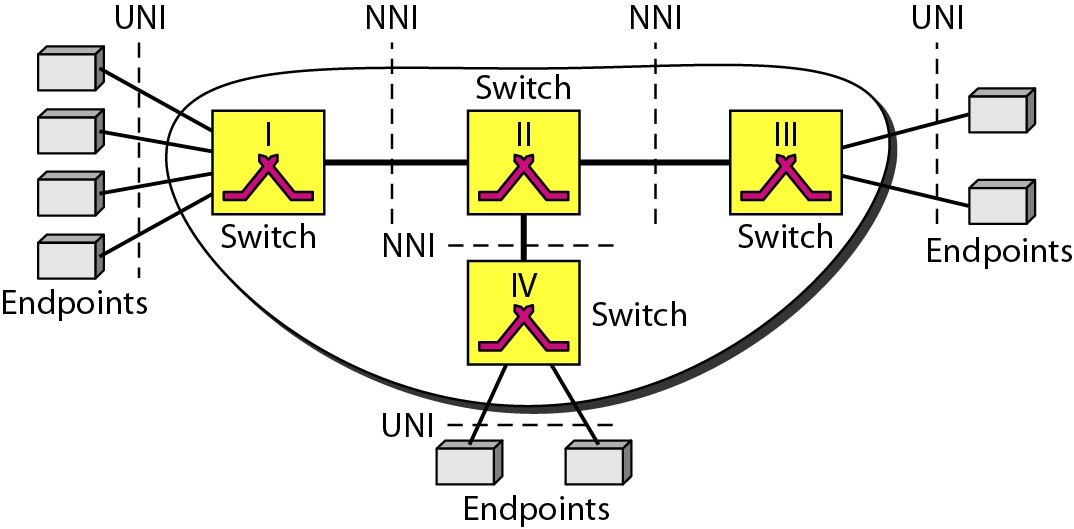 UNI
NNI
NNI
UNI
Switch
I
II
III
Switch
Switch
NNI
Endpoints
IV
Endpoints
Switch
UNI
Endpoints